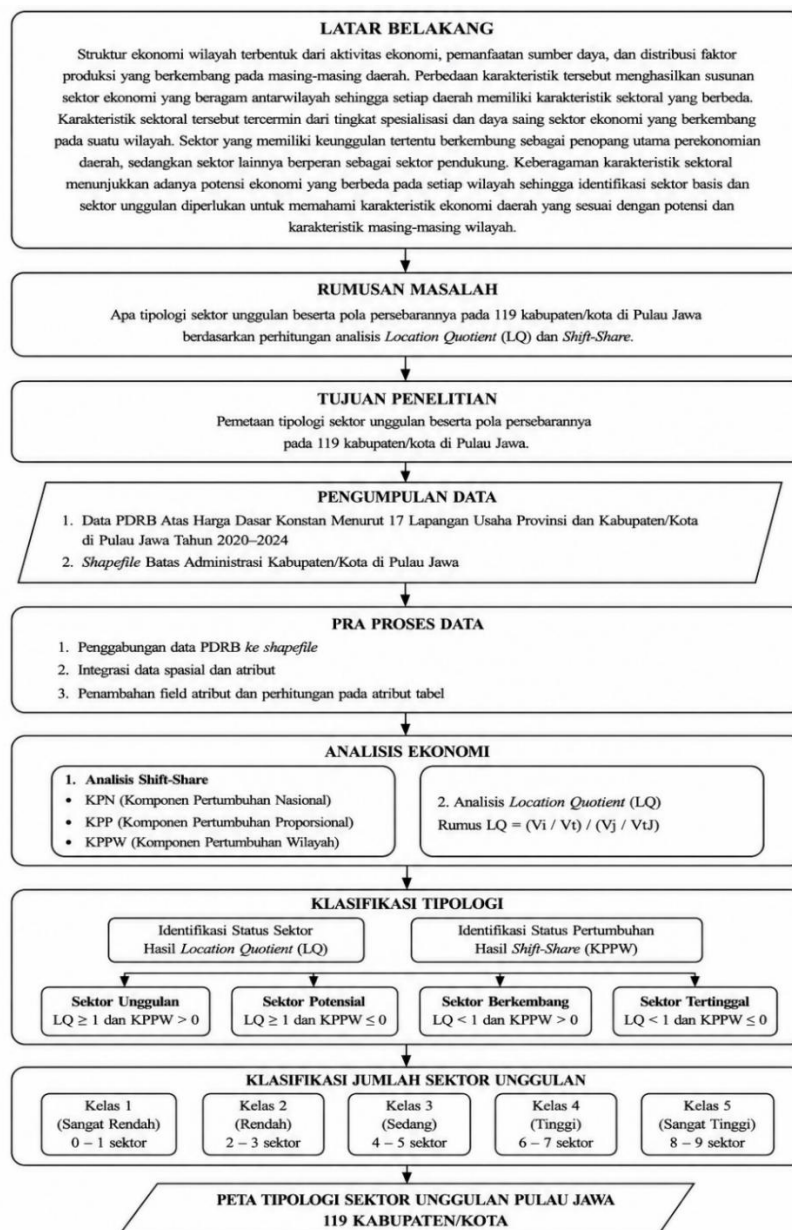 LATAR BELAKANG
Struktur ekonomi wilayah terbentuk dari aktivitas ekonomi, pemanfaatan sumber daya, dan distribusi faktor
produksi yang berkembang pada masing-masing daerah. Perbedaan karakteristik tersebut menghasilkan susunan
sektor ekonomi yang beragam antarwilayah sehingga setiap daerah memiliki karakteristik sektoral yang berbeda.
Karakteristik sektoral tersebut tercermin dari tingkat spesialisasi dan daya saing sektor ekonomi yang berkembang
pada suatu wilayah. Sektor yang memiliki keunggulan tertentu berkembung sebagai penopang utama perekonomian
daerah, sedangkan sektor lainnya berperan sebagai sektor pendukung. Keberagaman karakteristik sektoral
menunjukkan adanya potensi ekonomi yang berbeda pada setiap wilayah sehingga identifikasi sektor basis dan
sektor unggulan diperlukan untuk memahami karakteristik ekonomi daerah yang sesuai dengan potensi dan
karakteristik masing-masing wilayah.
RUMUSAN MASALAH
Apa tipologi sektor unggulan beserta pola persebarannya pada 119 kabupaten/kota di Pulau Jawa
berdasarkan perhitungan analisis Location Quotient (LQ) dan Shift-Share.
TUJUAN PENELITIAN
Pemetaan tipologi sektor unggulan beserta pola persebarannya
pada 119 kabupaten/kota di Pulau Jawa.
PENGUMPULAN DATA
1. Data PDRB Atas Harga Dasar Konstan Menurut 17 Lapangan Usaha Provinsi dan Kabupaten/Kota
di Pulau Jawa Tahun 2020–2024
2. Shapefile Batas Administrasi Kabupaten/Kota di Pulau Jawa
PRA PROSES DATA
1. Penggabungan data PDRB ke shapefile
2. Integrasi data spasial dan atribut
3. Penambahan field atribut dan perhitungan pada atribut tabel
ANALISIS EKONOMI
1. Analisis Shift-Share
• KPN (Komponen Pertumbuhan Nasional)
• KPP (Komponen Pertumbuhan Proporsional)
• KPPW (Komponen Pertumbuhan Wilayah)
2. Analisis Location Quotient (LQ)
Rumus LQ = (Vi / Vt) / (Vj / VtJ)
KLASIFIKASI TIPOLOGI
Identifikasi Status Sektor
Hasil Location Quotient (LQ)
Identifikasi Status Pertumbuhan
Hasil Shift-Share (KPPW)
Sektor Unggulan
LQ ≥ 1 dan KPPW > 0
Sektor Potensial
LQ ≥ 1 dan KPPW ≤ 0
Sektor Berkembang
LQ < 1 dan KPPW > 0
Sektor Tertinggal
LQ < 1 dan KPPW ≤ 0
KLASIFIKASI JUMLAH SEKTOR UNGGULAN
Kelas 1
(Sangat Rendah)
0 – 1 sektor
Kelas 2
(Rendah)
2 – 3 sektor
Kelas 3
(Sedang)
4 – 5 sektor
Kelas 4
(Tinggi)
6 – 7 sektor
Kelas 5
(Sangat Tinggi)
8 – 9 sektor
PETA TIPOLOGI SEKTOR UNGGULAN PULAU JAWA
119 KABUPATEN/KOTA